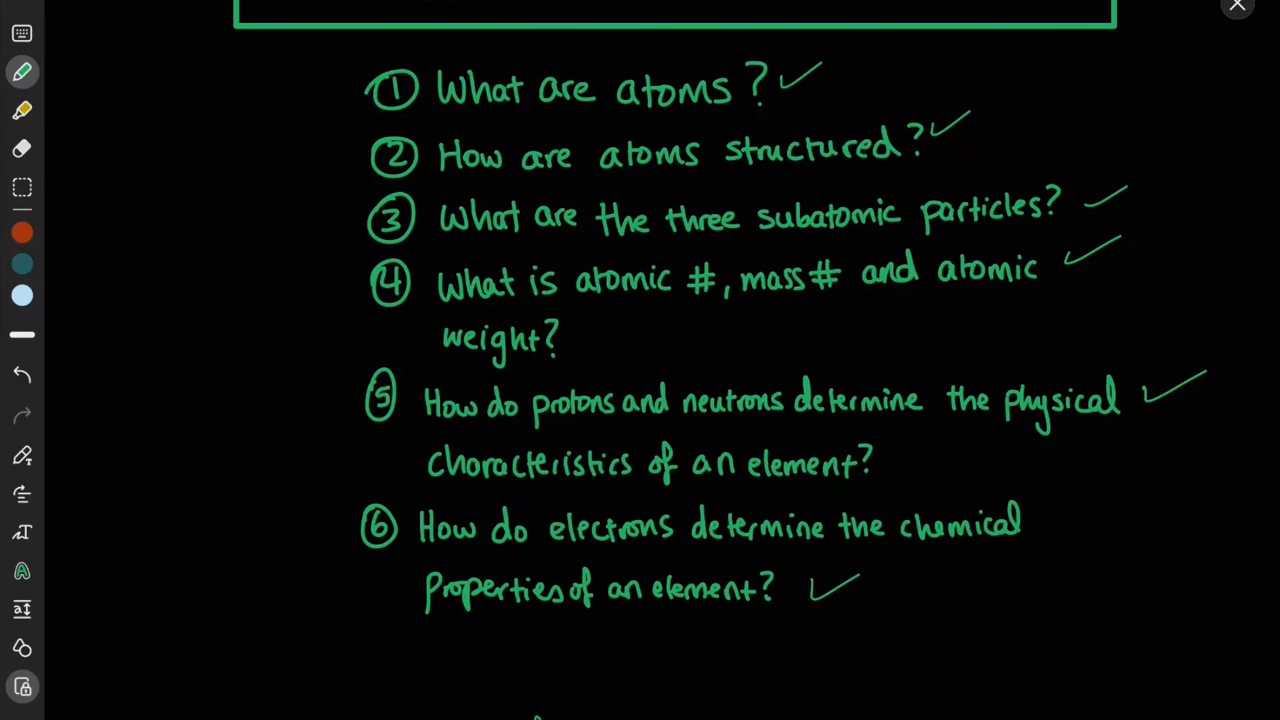 ① What are atoms? ✓
② How are atoms structured? ✓
③ What are the three subatomic particles? ✓
④ What is atomic #, mass# and atomic ✓
weight?
⑤ How do protons and neutrons determine the physical ✓
characteristics of an element?
⑥ How do electrons determine the chemical
Properties of an element? ✓